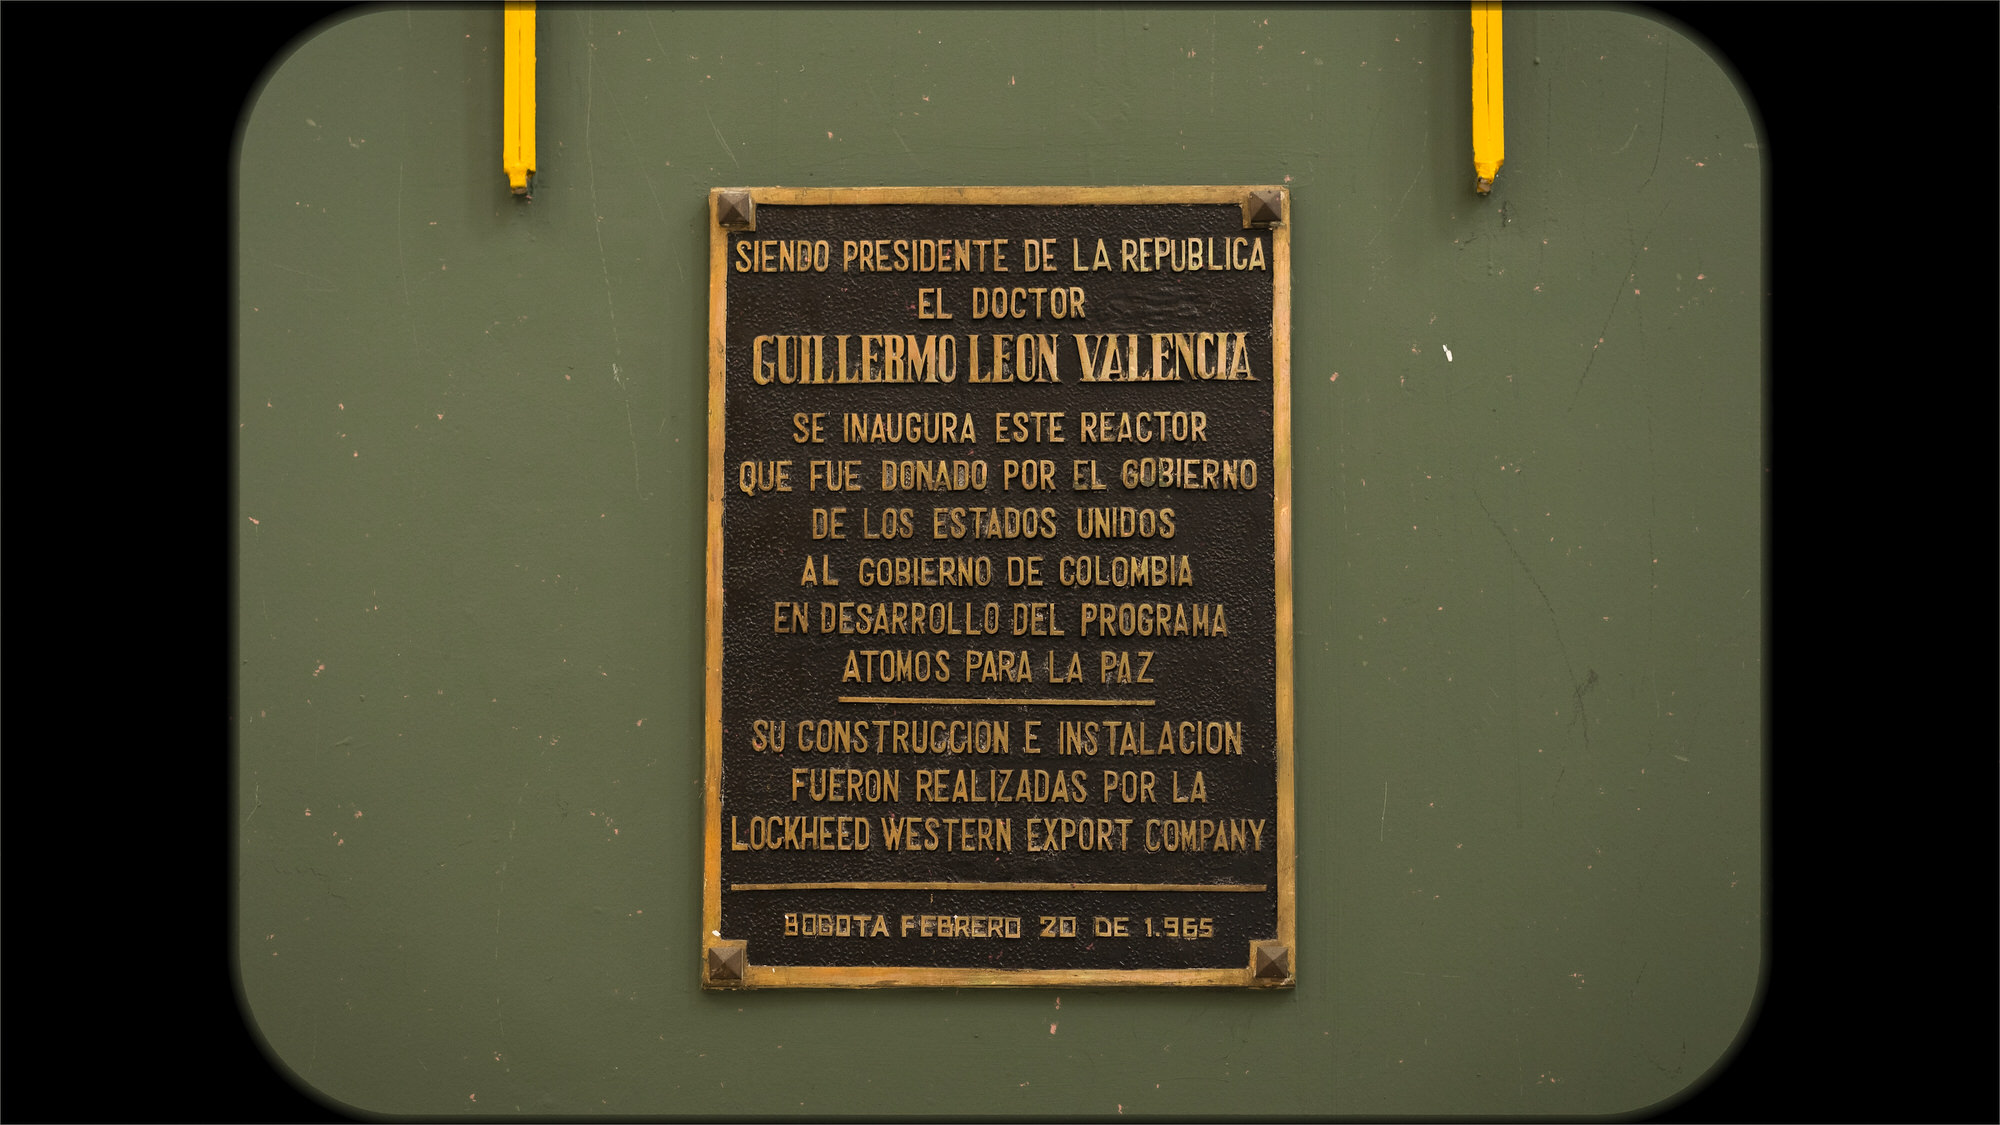 SIENDO PRESIDENTE DE LA REPUBLICA
EL DOCTOR
GUILLERMO LEON VALENCIA
SE INAUGURA ESTE REACTOR
QUE FUE DONADO POR EL GOBIERNO
DE LOS ESTADOS UNIDOS
AL GOBIERNO DE COLOMBIA
EN DESARROLLO DEL PROGRAMA
ATOMOS PARA LA PAZ
SU CONSTRUCCION E INSTALACION
FUERON REALIZADAS POR LA
LOCKHEED WESTERN EXPORT COMPANY
BOGOTA FEBRERO 20 DE 1.965